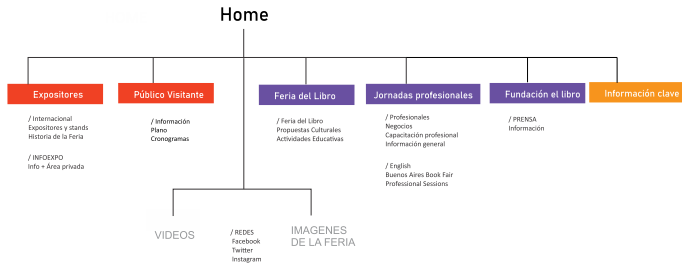 Home
Expositores
/ Internacional
Expositores y stands
Historia de la Feria
/ INFOEXPO
Info + Área privada
Público Visitante
/ Información
Plano
Cronogramas
Feria del Libro
/ Feria del Libro
Propuestas Culturales
Actividades Educativas
Jornadas profesionales
/ Profesionales
Negocios
Capacitación profesional
Información general
/ English
Buenos Aires Book Fair
Professional Sessions
Fundación el libro
/ PRENSA
Información
Información clave
VIDEOS
/ REDES
Facebook
Twitter
Instagram
IMAGENES
DE LA FERIA